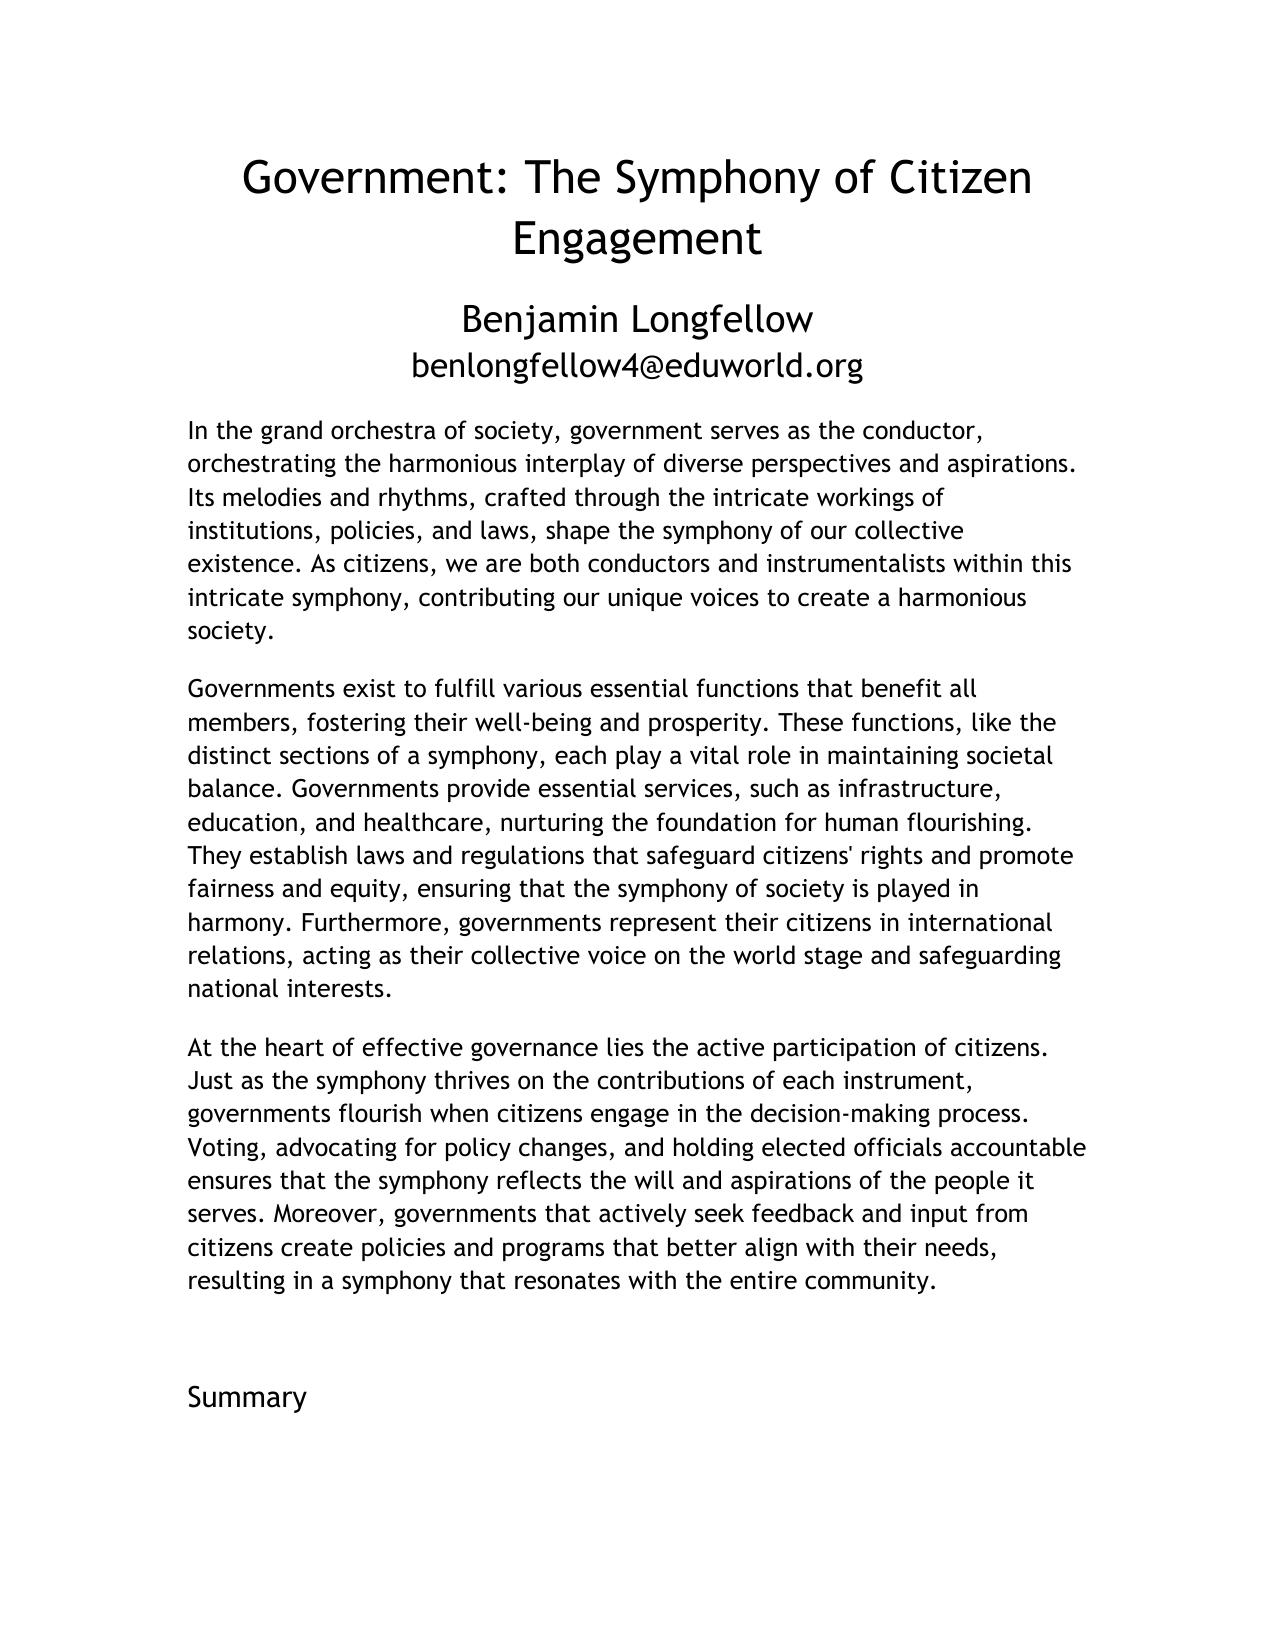 Government: The Symphony of Citizen
Engagement
Benjamin Longfellow
benlongfellow4@eduworld.org
In the grand orchestra of society, government serves as the conductor,
orchestrating the harmonious interplay of diverse perspectives and aspirations.
Its melodies and rhythms, crafted through the intricate workings of
institutions, policies, and laws, shape the symphony of our collective
existence. As citizens, we are both conductors and instrumentalists within this
intricate symphony, contributing our unique voices to create a harmonious
society.
Governments exist to fulfill various essential functions that benefit all
members, fostering their well-being and prosperity. These functions, like the
distinct sections of a symphony, each play a vital role in maintaining societal
balance. Governments provide essential services, such as infrastructure,
education, and healthcare, nurturing the foundation for human flourishing.
They establish laws and regulations that safeguard citizens' rights and promote
fairness and equity, ensuring that the symphony of society is played in
harmony. Furthermore, governments represent their citizens in international
relations, acting as their collective voice on the world stage and safeguarding
national interests.
At the heart of effective governance lies the active participation of citizens.
Just as the symphony thrives on the contributions of each instrument,
governments flourish when citizens engage in the decision-making process.
Voting, advocating for policy changes, and holding elected officials accountable
ensures that the symphony reflects the will and aspirations of the people it
serves. Moreover, governments that actively seek feedback and input from
citizens create policies and programs that better align with their needs,
resulting in a symphony that resonates with the entire community.
Summary